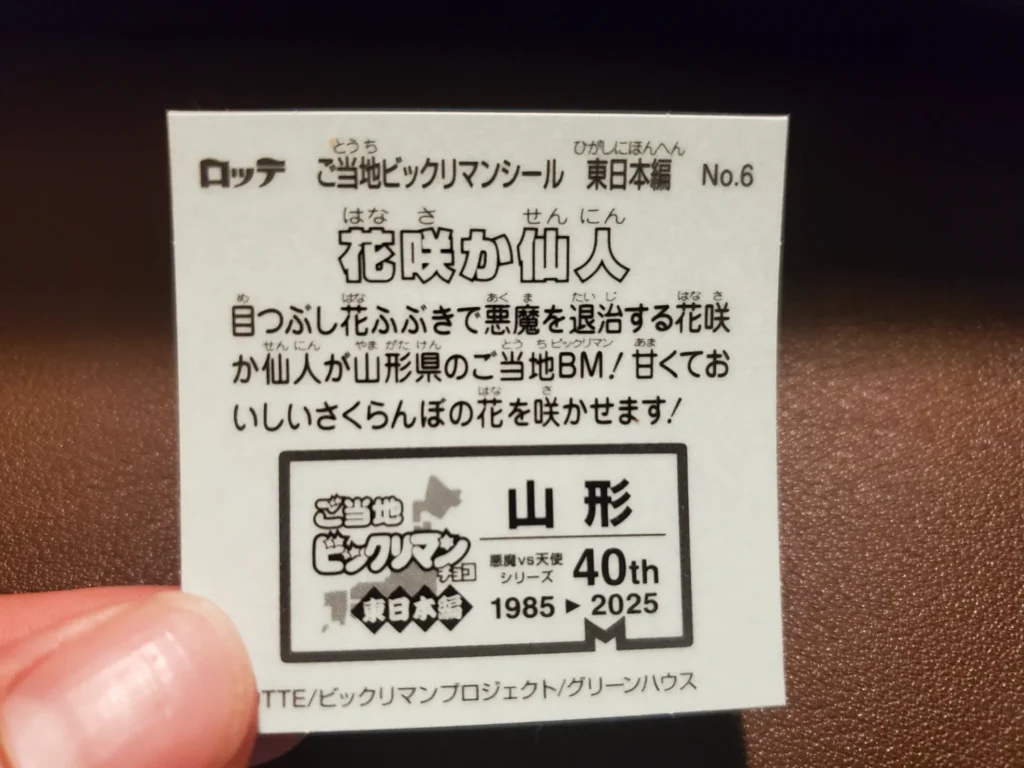 ロッテ ご当地ビックリマンシール 東日本編 No.6
花咲か仙人
目つぶし花ふぶきで悪魔を退治する花咲
か仙人が山形県のご当地BM!甘くてお
いしいさくらんぼの花を咲かせます!
ご当地
ビックリマン
チョコ
東日本編
山形
悪魔vs天使
シリーズ 40th
1985▶2025
TTE/ビックリマンプロジェクト/グリーンハウス